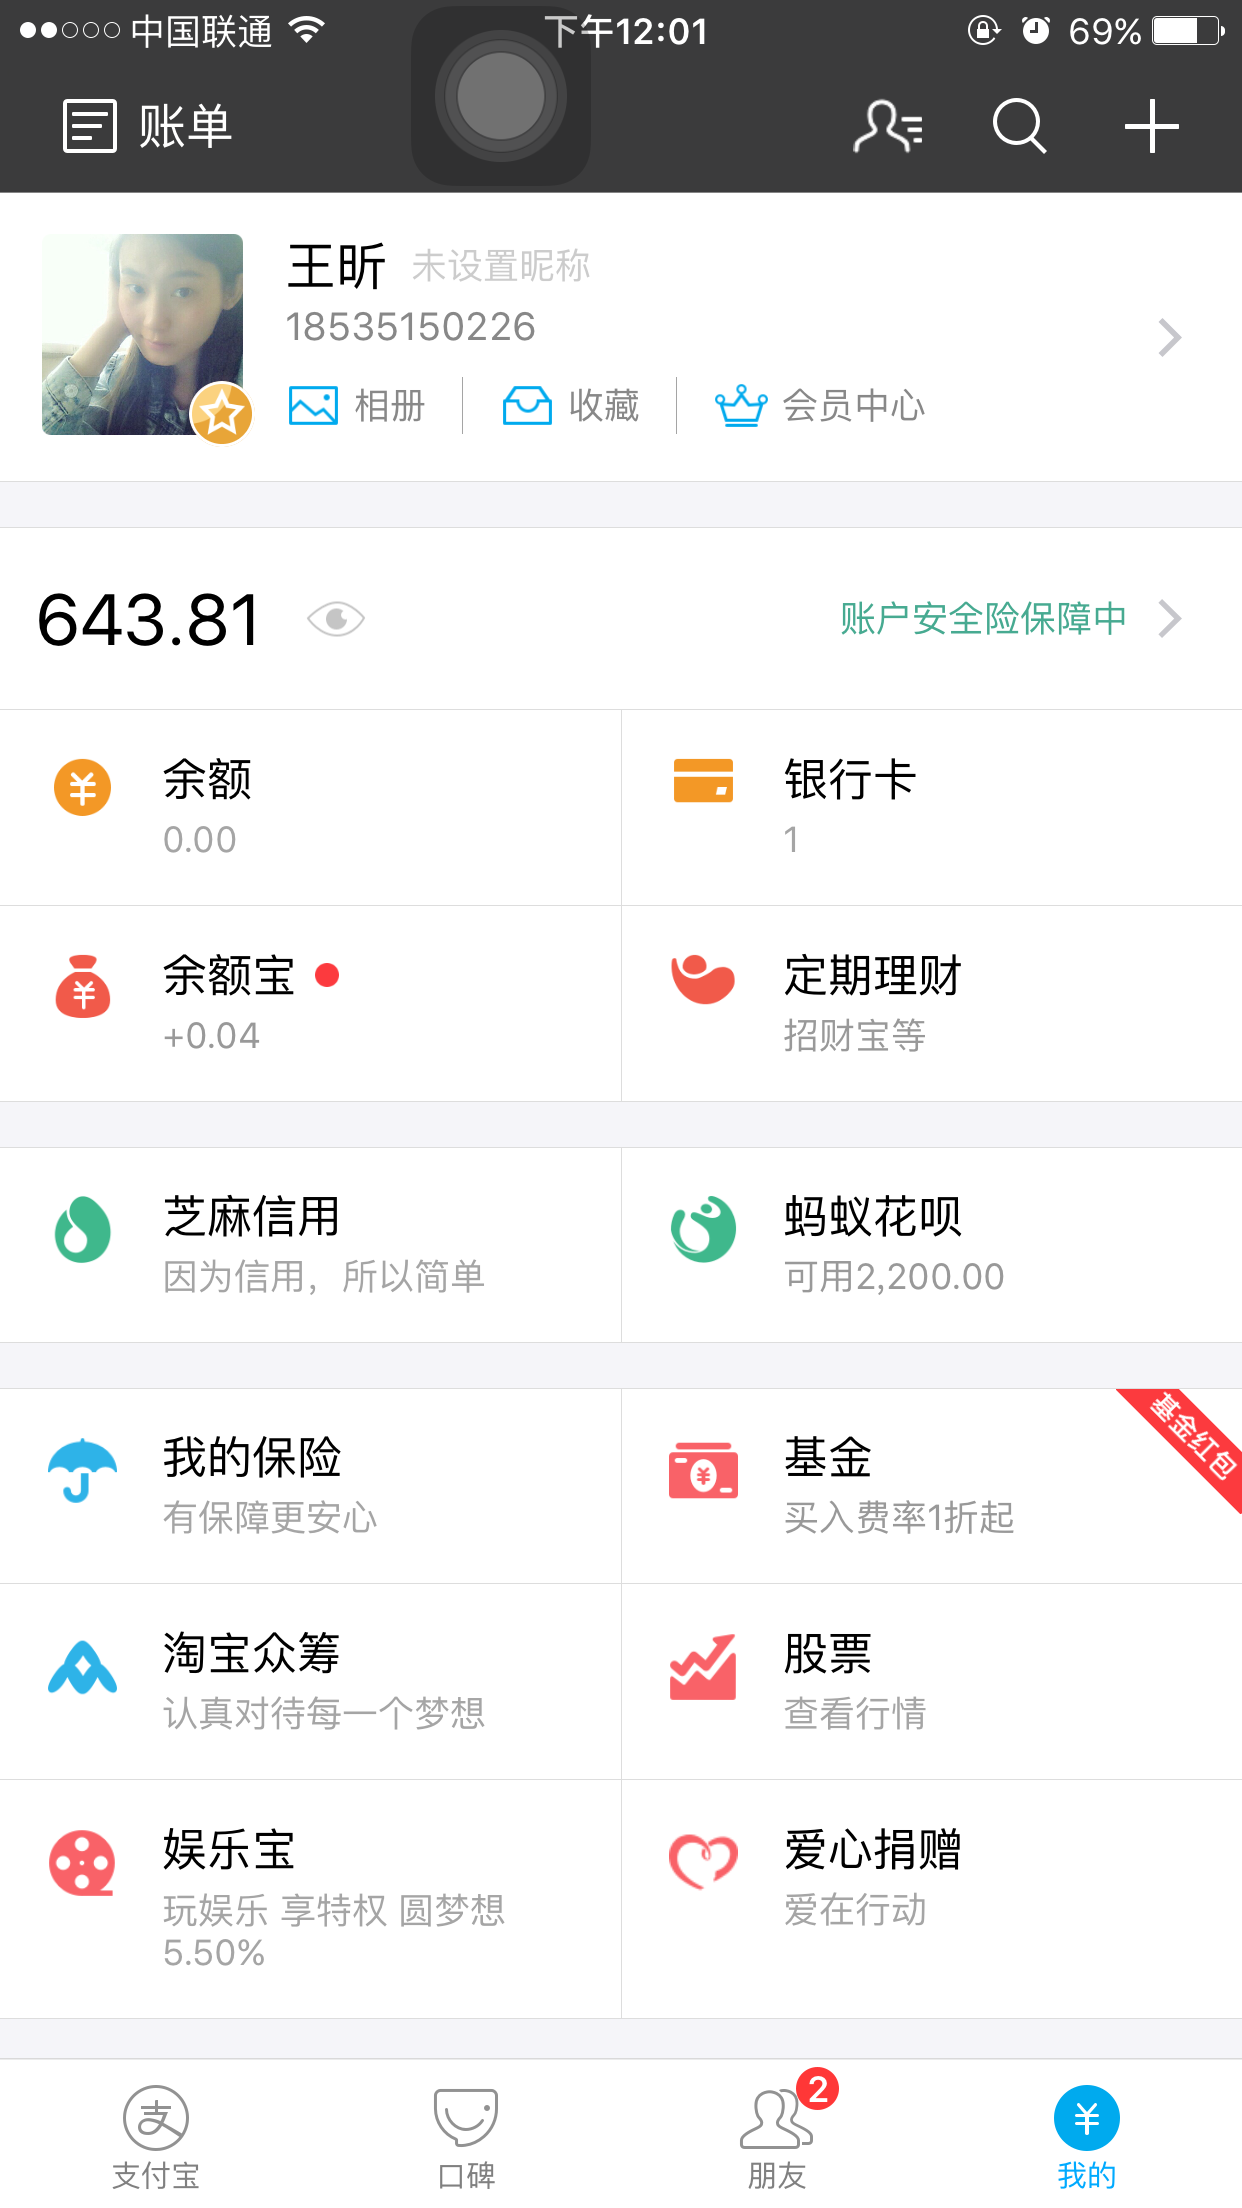 中国联通 下午12:01 69%
账单
王昕 未设置昵称
18535150226
相册 收藏 会员中心
643.81 账户安全险保障中
余额 银行卡
0.00 1
余额宝 定期理财
+0.04 招财宝等
芝麻信用 蚂蚁花呗
因为信用，所以简单 可用2,200.00
基金红包
我的保险 基金
有保障更安心 买入费率1折起
淘宝众筹 股票
认真对待每一个梦想 查看行情
娱乐宝 爱心捐赠
玩娱乐 享特权 圆梦想 爱在行动
5.50%
2
支付宝 口碑 朋友 我的